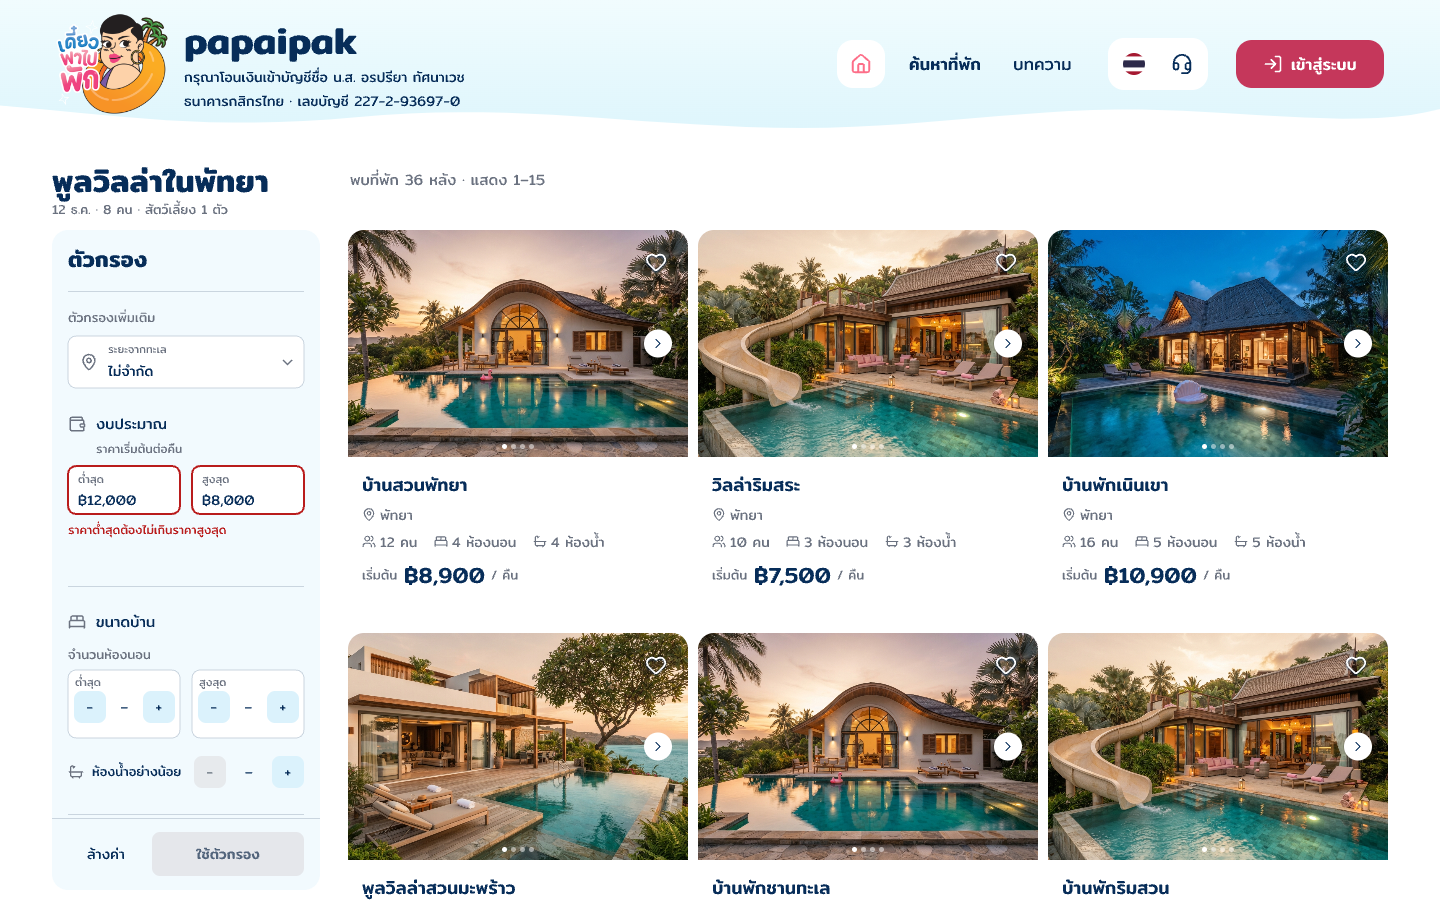 เดี๋ยว
พาไป
พัก
papaipak
กรุณาโอนเงินเข้าบัญชีชื่อ น.ส. อรปรียา ทัศนาเวช
ธนาคารกสิกรไทย · เลขบัญชี 227-2-93697-0
ค้นหาที่พัก
บทความ
เข้าสู่ระบบ
พูลวิลล่าในพัทยา
12 ธ.ค. · 8 คน · สัตว์เลี้ยง 1 ตัว
พบที่พัก 36 หลัง · แสดง 1–15
ตัวกรอง
ตัวกรองเพิ่มเติม
ระยะจากทะเล
ไม่จำกัด
งบประมาณ
ราคาเริ่มต้นต่อคืน
ต่ำสุด สูงสุด
฿12,000 ฿8,000
ราคาต่ำสุดต้องไม่เกินราคาสูงสุด
ขนาดบ้าน
จำนวนห้องนอน
ต่ำสุด สูงสุด
− – + − – +
ห้องน้ำอย่างน้อย − – +
ล้างค่า ใช้ตัวกรอง
บ้านสวนพัทยา
พัทยา
12 คน 4 ห้องนอน 4 ห้องน้ำ
เริ่มต้น ฿8,900 / คืน
วิลล่าริมสระ
พัทยา
10 คน 3 ห้องนอน 3 ห้องน้ำ
เริ่มต้น ฿7,500 / คืน
บ้านพักเนินเขา
พัทยา
16 คน 5 ห้องนอน 5 ห้องน้ำ
เริ่มต้น ฿10,900 / คืน
พูลวิลล่าสวนมะพร้าว
บ้านพักชานทะเล
บ้านพักริมสวน